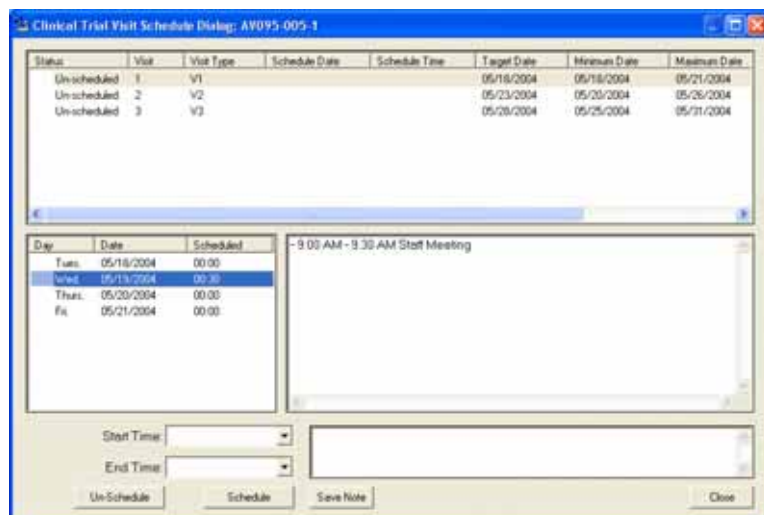 Clinical Trial Visit Schedule Dialog: AV095-005-1
Status Visit Visit Type Schedule Date Schedule Time Target Date Minimum Date Maximum Date
Un-scheduled 1 V1 05/18/2004 05/18/2004 05/21/2004
Un-scheduled 2 V2 05/23/2004 05/20/2004 05/26/2004
Un-scheduled 3 V3 05/28/2004 05/25/2004 05/31/2004
Day Date Scheduled
Tues. 05/18/2004 00:00
Wed. 05/19/2004 00:30
Thurs. 05/20/2004 00:00
Fri. 05/21/2004 00:00
- 9:00 AM - 9:30 AM Staff Meeting
Start Time:
End Time:
Un-Schedule Schedule Save Note Close